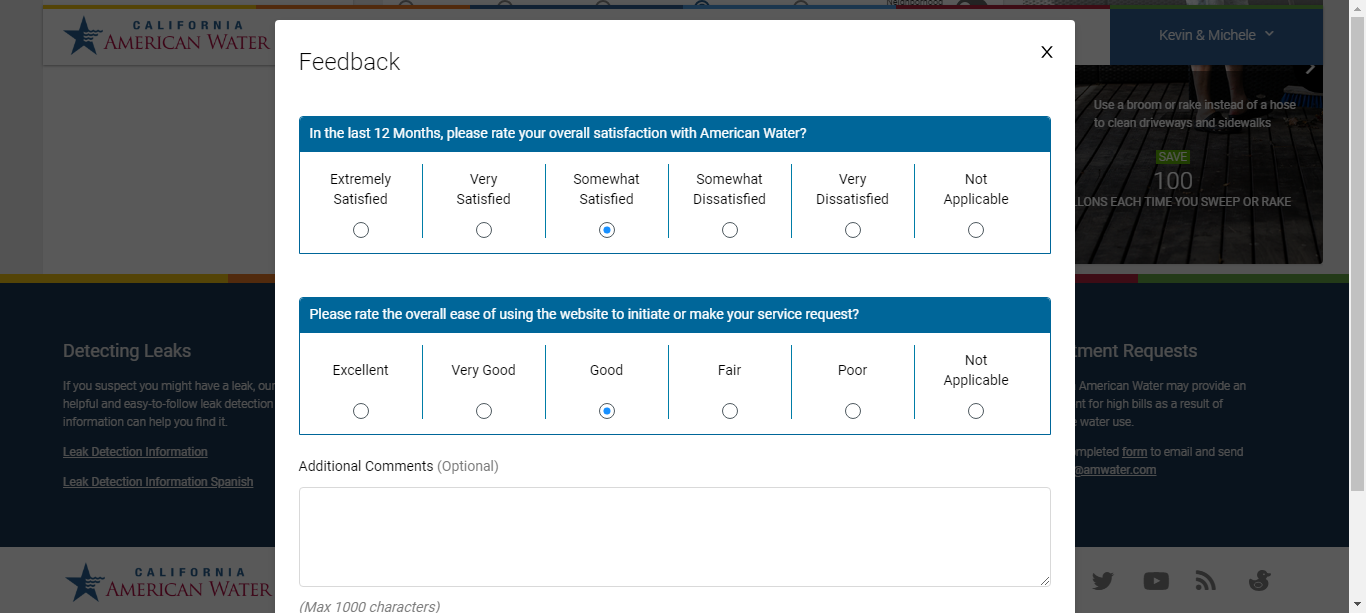 CALIFORNIA
AMERICAN WATER
Kevin & Michele
Feedback
X
In the last 12 Months, please rate your overall satisfaction with American Water?
Extremely Satisfied
Very Satisfied
Somewhat Satisfied
Somewhat Dissatisfied
Very Dissatisfied
Not Applicable
Use a broom or rake instead of a hose
to clean driveways and sidewalks
SAVE
100
LLONS EACH TIME YOU SWEEP OR RAKE
Please rate the overall ease of using the website to initiate or make your service request?
Excellent
Very Good
Good
Fair
Poor
Not Applicable
Additional Comments (Optional)
(Max 1000 characters)
Detecting Leaks
If you suspect you might have a leak, our
helpful and easy-to-follow leak detection
information can help you find it.
Leak Detection Information
Leak Detection Information Spanish
tment Requests
American Water may provide an
nt for high bills as a result of
water use.
mpleted form to email and send
@amwater.com
CALIFORNIA
AMERICAN WATER